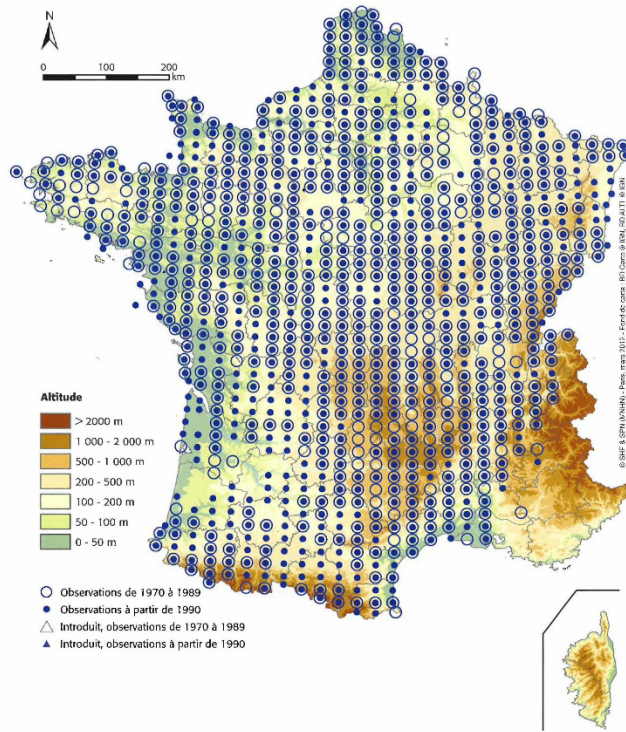 N
0 100 200
km
Altitude
> 2000 m
1 000 - 2 000 m
500 - 1 000 m
200 - 500 m
100 - 200 m
50 - 100 m
0 - 50 m
Observations de 1970 à 1989
Observations à partir de 1990
Introduit, observations de 1970 à 1989
Introduit, observations à partir de 1990
© SHF & SPN (MNHN) - Paris, mars 2012 - Fond de carte : BD Carto © IGN, BD ALTI © IGN